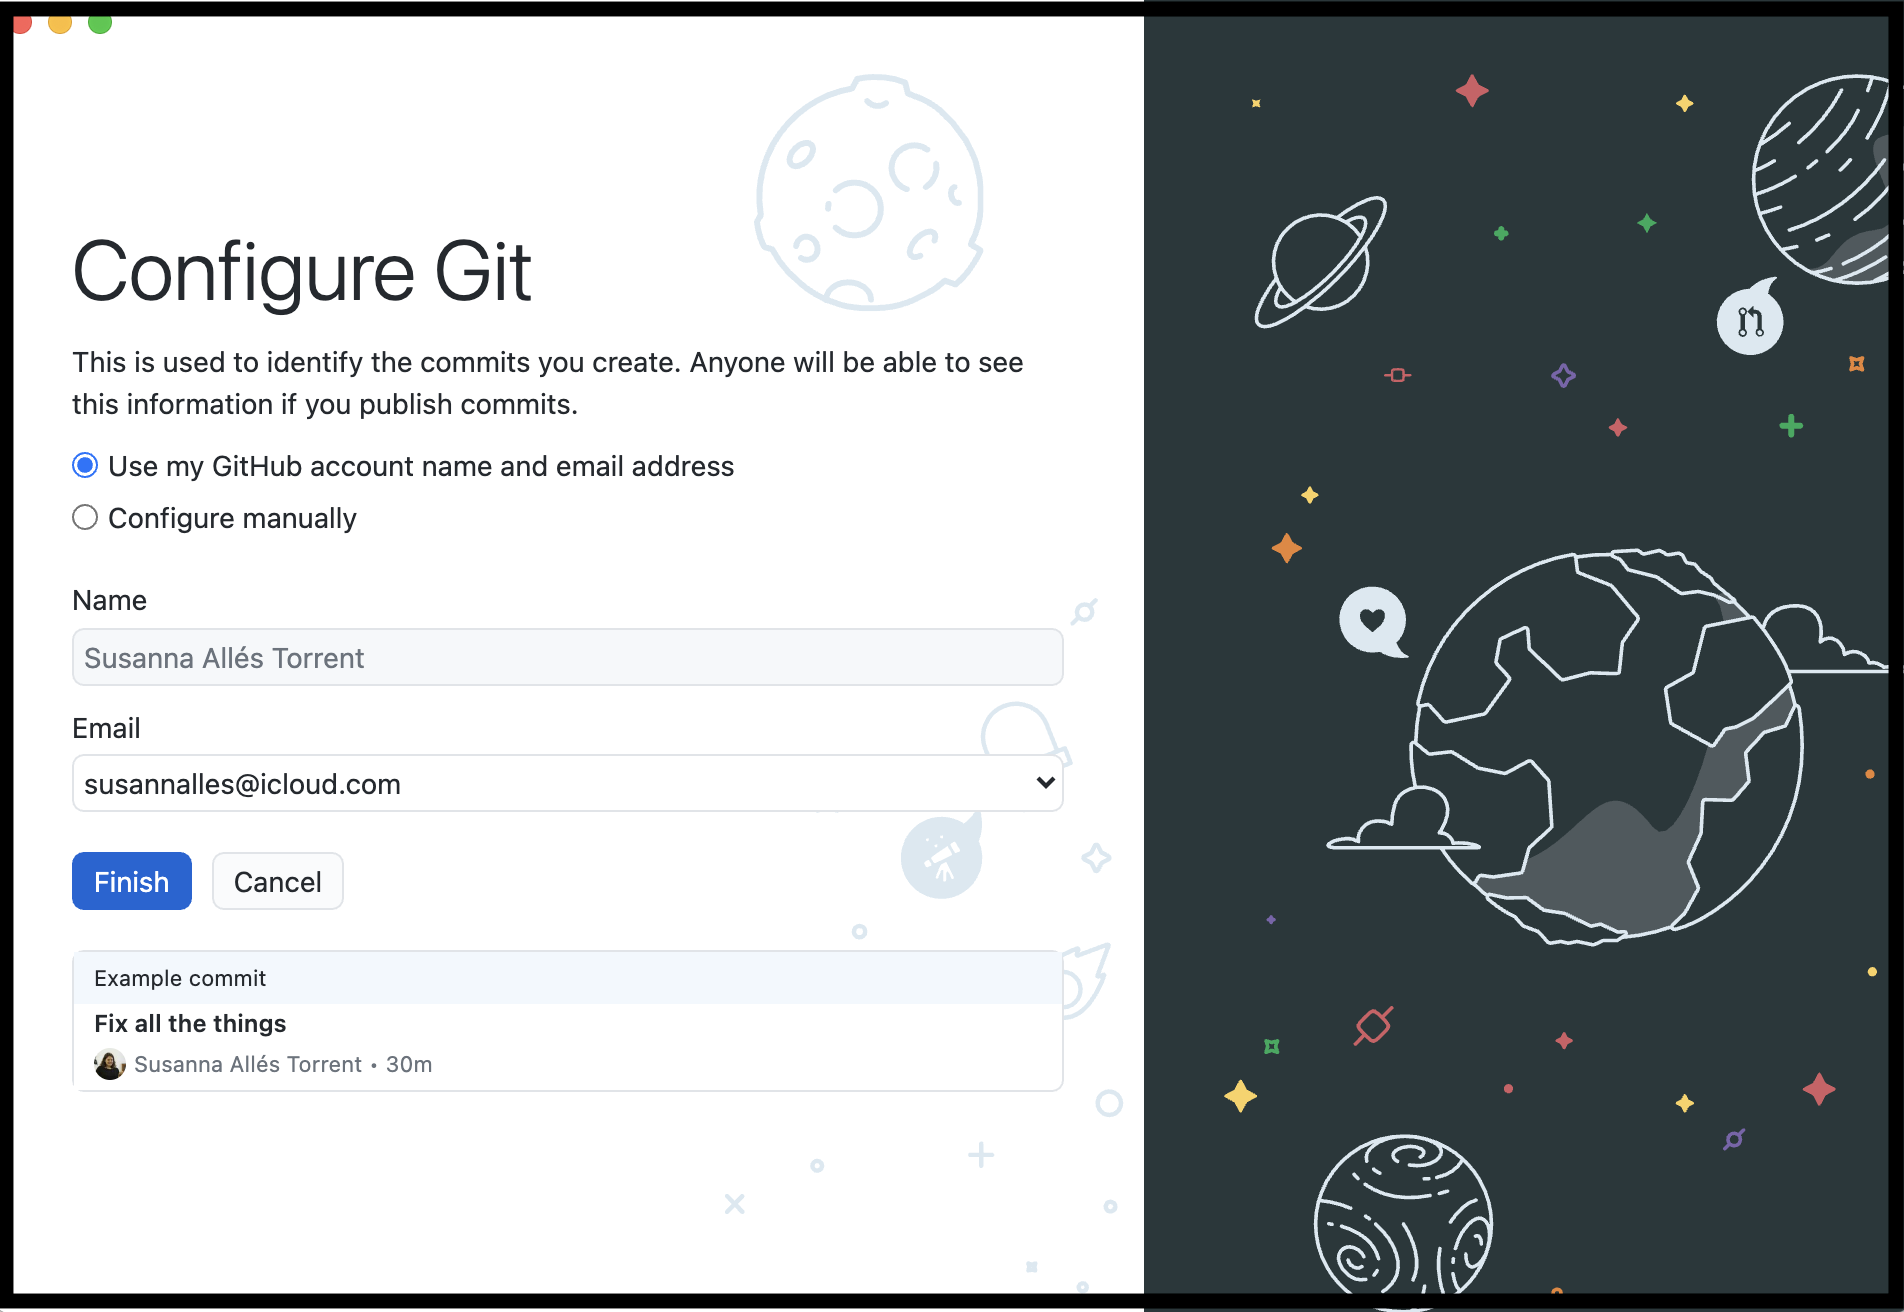 Configure Git
This is used to identify the commits you create. Anyone will be able to see
this information if you publish commits.
Use my GitHub account name and email address
Configure manually
Name
Susanna Allés Torrent
Email
susannalles@icloud.com
Finish
Cancel
Example commit
Fix all the things
Susanna Allés Torrent • 30m